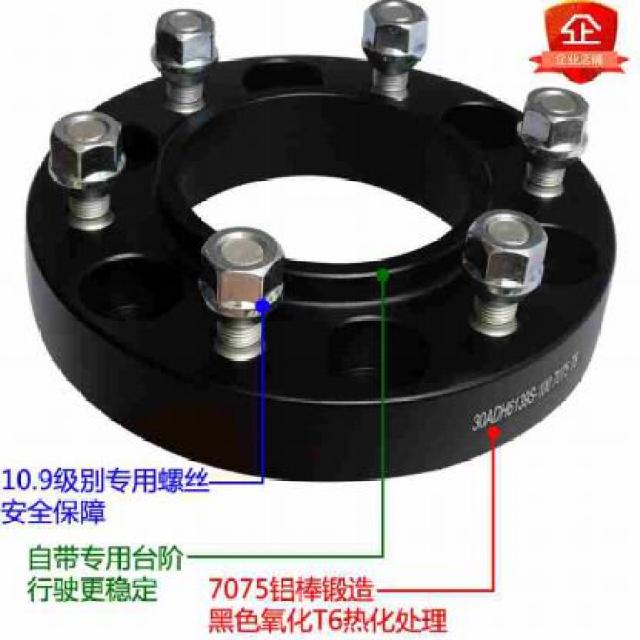 企
企业店铺
30ADH6139S-100 7075 T6
10.9级别专用螺丝
安全保障
自带专用台阶
行驶更稳定
7075铝棒锻造
黑色氧化T6热化处理